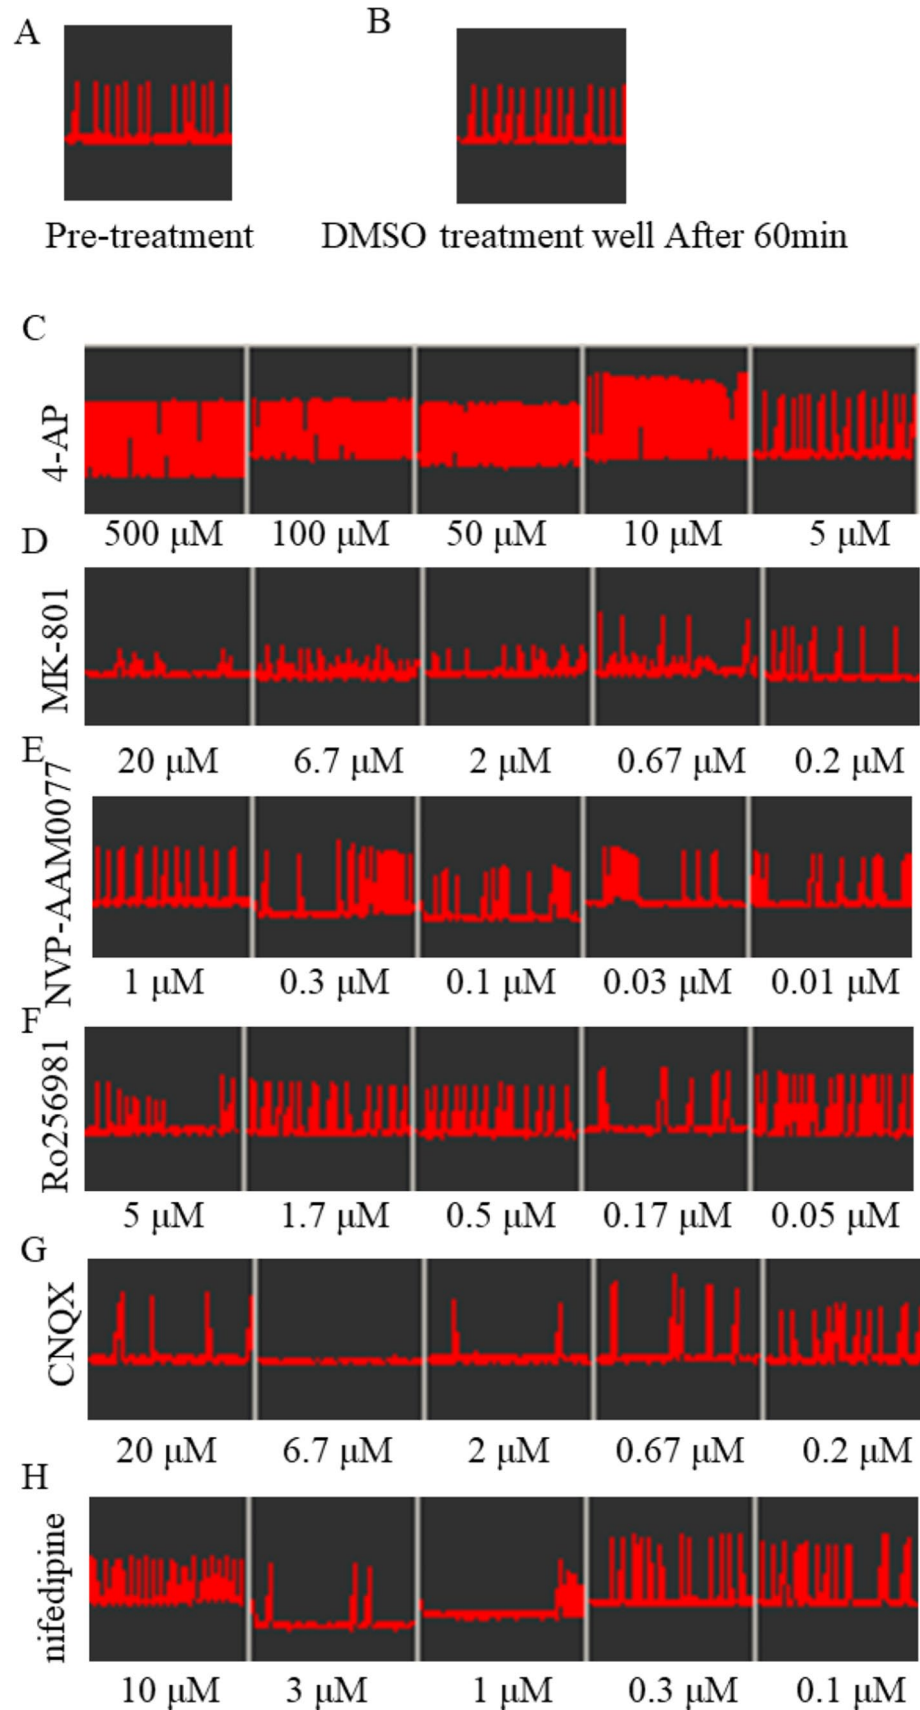 A
B
Pre-treatment
DMSO treatment well After 60min
C
4-AP
500 μM 100 μM 50 μM 10 μM 5 μM
D
MK-801
20 μM 6.7 μM 2 μM 0.67 μM 0.2 μM
E
NVP-AAM0077
1 μM 0.3 μM 0.1 μM 0.03 μM 0.01 μM
F
Ro256981
5 μM 1.7 μM 0.5 μM 0.17 μM 0.05 μM
G
CNQX
20 μM 6.7 μM 2 μM 0.67 μM 0.2 μM
H
nifedipine
10 μM 3 μM 1 μM 0.3 μM 0.1 μM